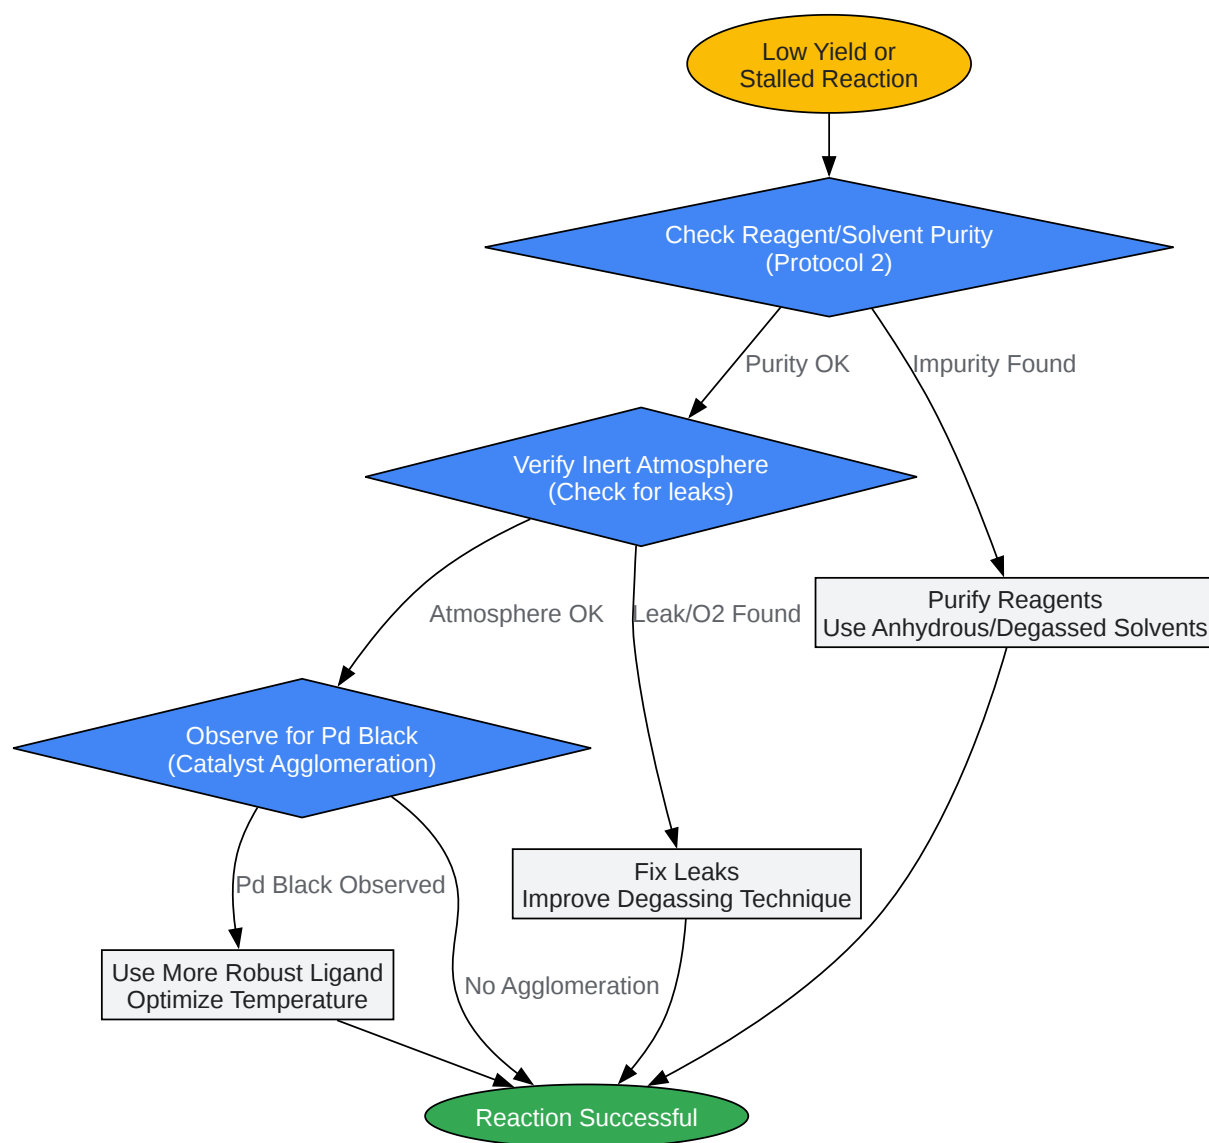 Low Yield or
Stalled Reaction
Check Reagent/Solvent Purity
(Protocol 2)
Purity OK
Impurity Found
Verify Inert Atmosphere
(Check for leaks)
Atmosphere OK
Leak/O2 Found
Purify Reagents
Use Anhydrous/Degassed Solvents
Observe for Pd Black
(Catalyst Agglomeration)
Pd Black Observed
Fix Leaks
Improve Degassing Technique
Use More Robust Ligand
Optimize Temperature
No Agglomeration
Reaction Successful